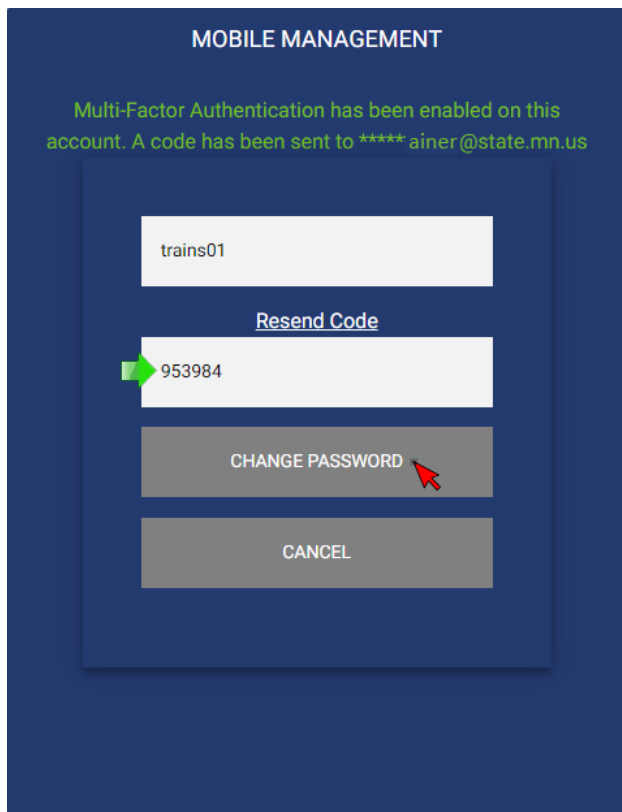 MOBILE MANAGEMENT
Multi-Factor Authentication has been enabled on this
account. A code has been sent to ***** ainer@state.mn.us
trains01
Resend Code
953984
CHANGE PASSWORD
CANCEL